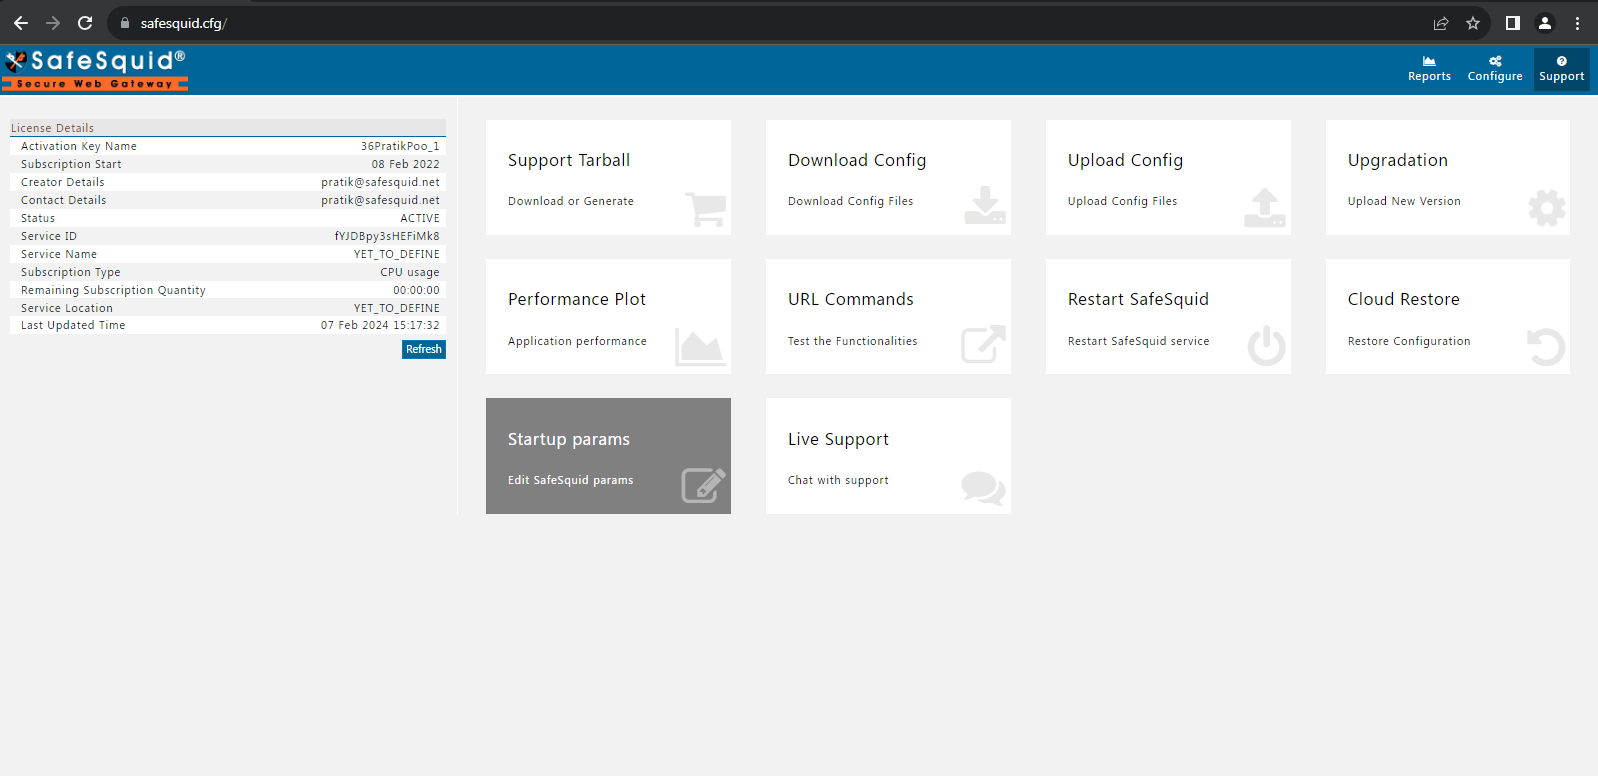 safesquid.cfg/
SafeSquid®
Secure Web Gateway
Reports
Configure
Support
License Details
Activation Key Name 36PratikPoo_1
Subscription Start 08 Feb 2022
Creator Details pratik@safesquid.net
Contact Details pratik@safesquid.net
Status ACTIVE
Service ID fYJDBpy3sHEFiMk8
Service Name YET_TO_DEFINE
Subscription Type CPU usage
Remaining Subscription Quantity 00:00:00
Service Location YET_TO_DEFINE
Last Updated Time 07 Feb 2024 15:17:32
Refresh
Support Tarball
Download or Generate
Download Config
Download Config Files
Upload Config
Upload Config Files
Upgradation
Upload New Version
Performance Plot
Application performance
URL Commands
Test the Functionalities
Restart SafeSquid
Restart SafeSquid service
Cloud Restore
Restore Configuration
Startup params
Edit SafeSquid params
Live Support
Chat with support